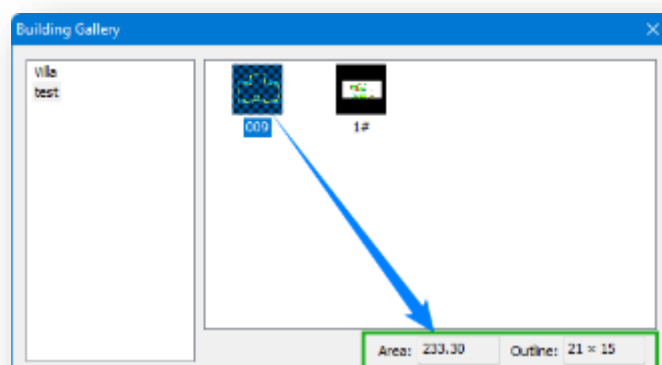 Building Gallery
Villa
test
009
1#
Area: 233.30 Outline: 21 × 15